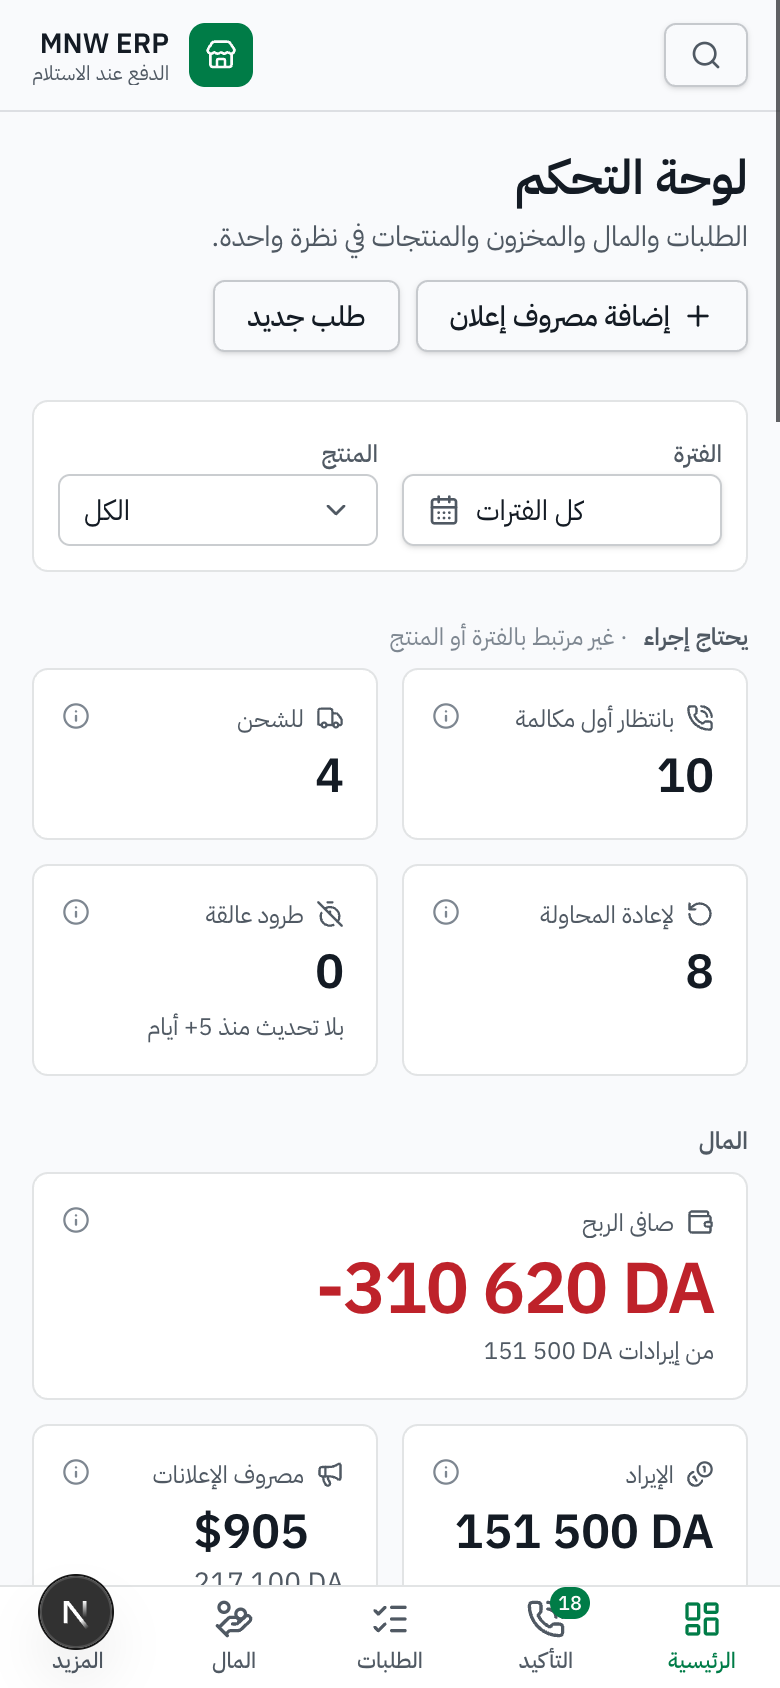 MNW ERP
الدفع عند الاستلام
لوحة التحكم
الطلبات والمال والمخزون والمنتجات في نظرة واحدة.
إضافة مصروف إعلان
طلب جديد
الفترة
المنتج
كل الفترات
الكل
يحتاج إجراء · غير مرتبط بالفترة أو المنتج
بانتظار أول مكالمة
10
للشحن
4
لإعادة المحاولة
8
طرود عالقة
0
بلا تحديث منذ 5+ أيام
المال
صافي الربح
-310 620 DA
من إيرادات 151 500 DA
الإيراد
151 500 DA
مصروف الإعلانات
$905
217 100 DA
الرئيسية
18
التأكيد
الطلبات
المال
N
المزيد